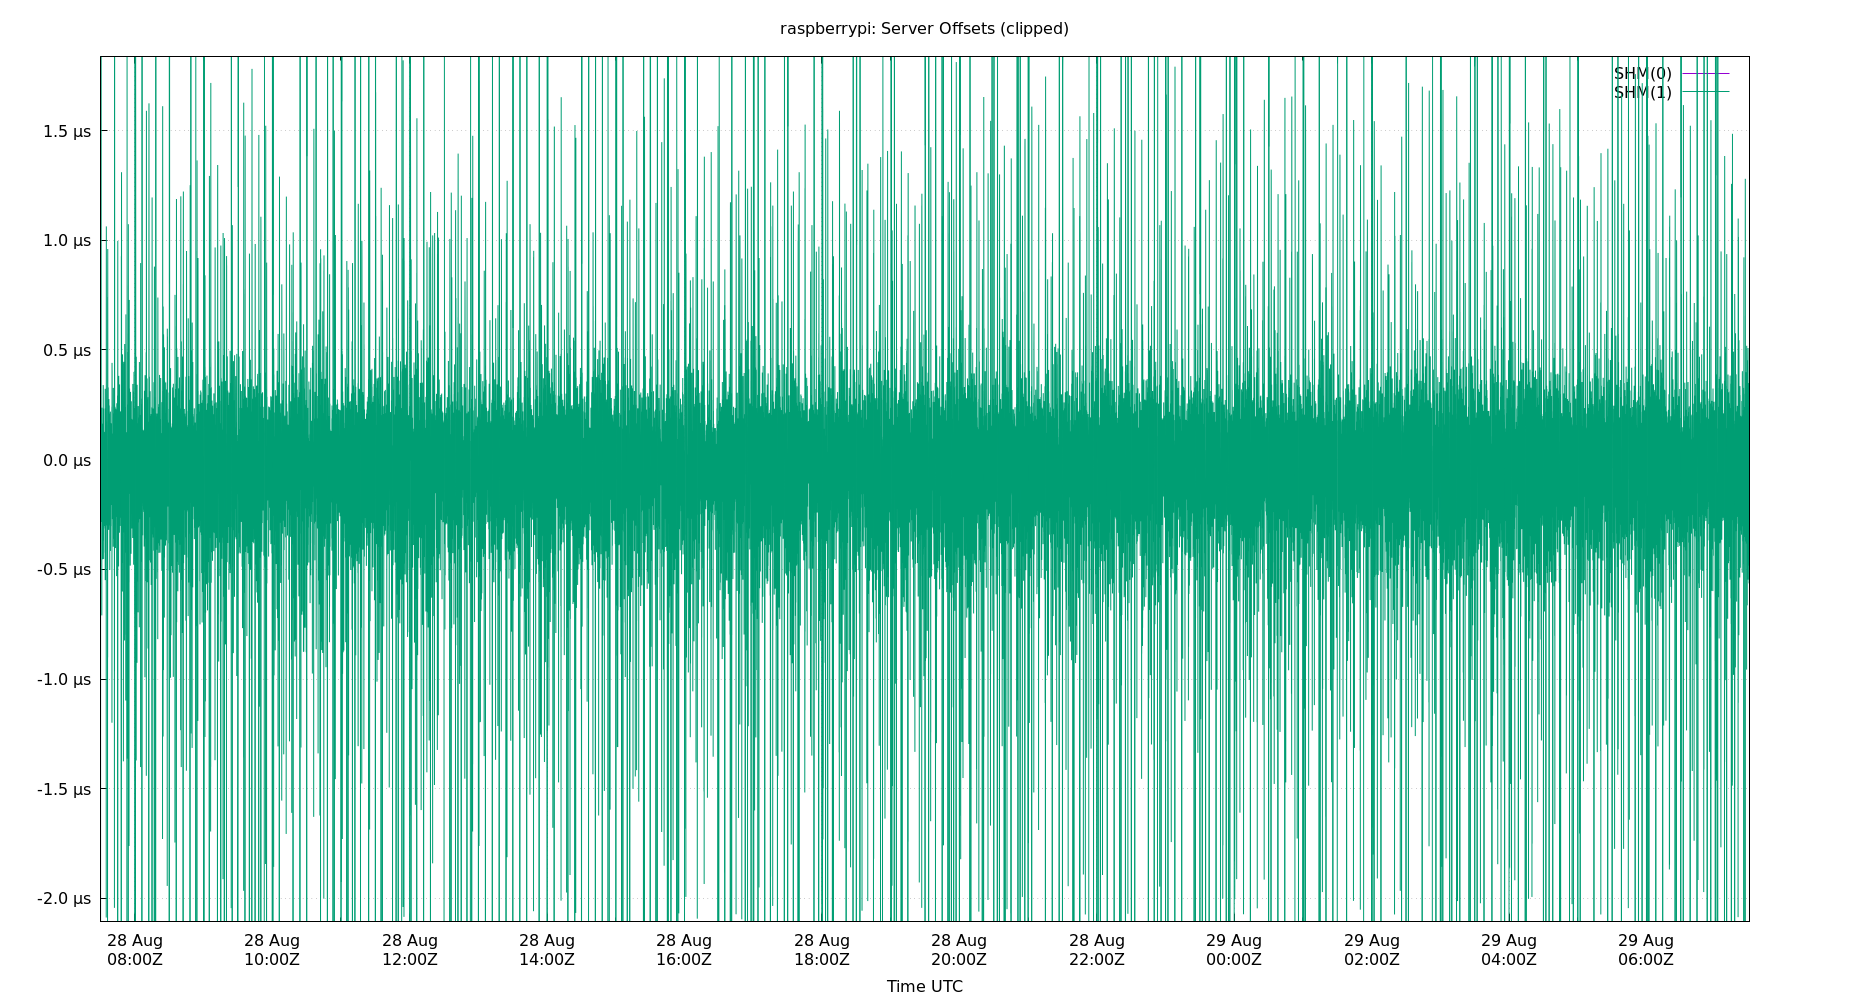 raspberrypi: Server Offsets (clipped)
SHM(0)
SHM(1)
1.5 µs
1.0 µs
0.5 µs
0.0 µs
-0.5 µs
-1.0 µs
-1.5 µs
-2.0 µs
28 Aug 28 Aug 28 Aug 28 Aug 28 Aug 28 Aug 28 Aug 28 Aug 29 Aug 29 Aug 29 Aug 29 Aug
08:00Z 10:00Z 12:00Z 14:00Z 16:00Z 18:00Z 20:00Z 22:00Z 00:00Z 02:00Z 04:00Z 06:00Z
Time UTC